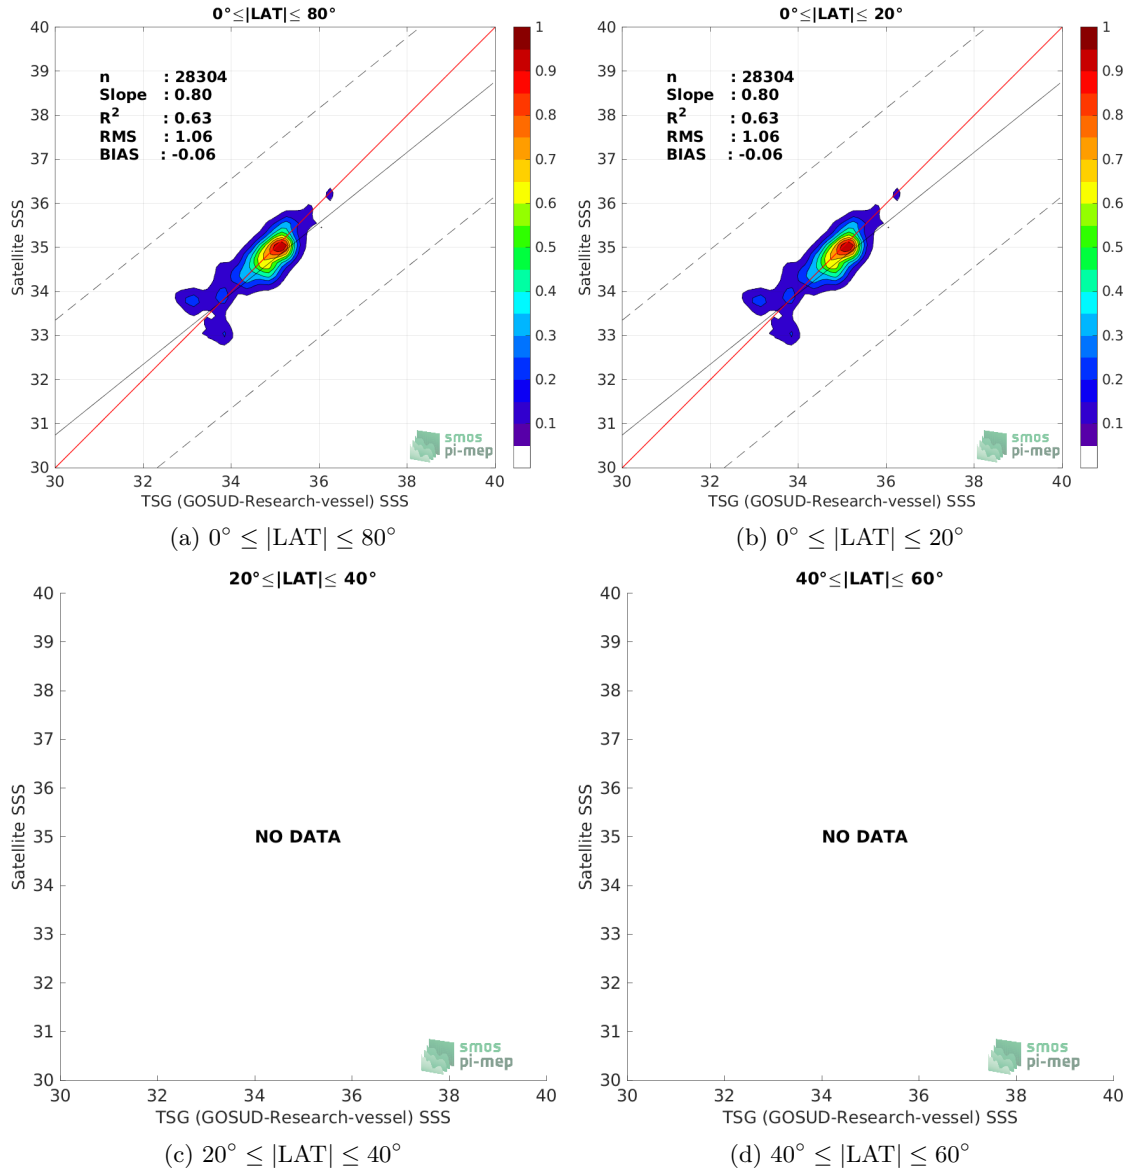 0°≤|LAT|≤ 80°
40
39
38
37
36
35
34
33
32
31
30
Satellite SSS
n : 28304
Slope : 0.80
R² : 0.63
RMS : 1.06
BIAS : -0.06
smos
pi-mep
30 32 34 36 38 40
TSG (GOSUD-Research-vessel) SSS
1
0.9
0.8
0.7
0.6
0.5
0.4
0.3
0.2
0.1
(a) 0° ≤ |LAT| ≤ 80°
0°≤|LAT|≤ 20°
40
39
38
37
36
35
34
33
32
31
30
Satellite SSS
n : 28304
Slope : 0.80
R² : 0.63
RMS : 1.06
BIAS : -0.06
smos
pi-mep
30 32 34 36 38 40
TSG (GOSUD-Research-vessel) SSS
1
0.9
0.8
0.7
0.6
0.5
0.4
0.3
0.2
0.1
(b) 0° ≤ |LAT| ≤ 20°
20°≤|LAT|≤ 40°
40
39
38
37
36
35
34
33
32
31
30
Satellite SSS
NO DATA
smos
pi-mep
30 32 34 36 38 40
TSG (GOSUD-Research-vessel) SSS
(c) 20° ≤ |LAT| ≤ 40°
40°≤|LAT|≤ 60°
40
39
38
37
36
35
34
33
32
31
30
Satellite SSS
NO DATA
smos
pi-mep
30 32 34 36 38 40
TSG (GOSUD-Research-vessel) SSS
(d) 40° ≤ |LAT| ≤ 60°